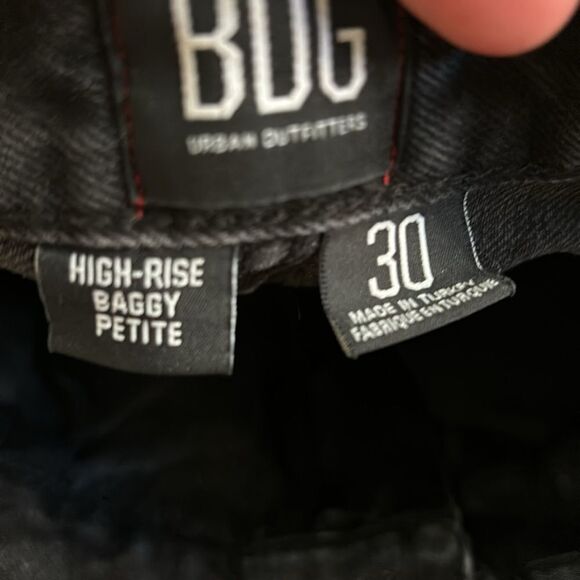 BDG
URBAN OUTFITTERS
HIGH-RISE
BAGGY
PETITE
30
MADE IN TURKEY
FABRIQUE EN TURQUIE